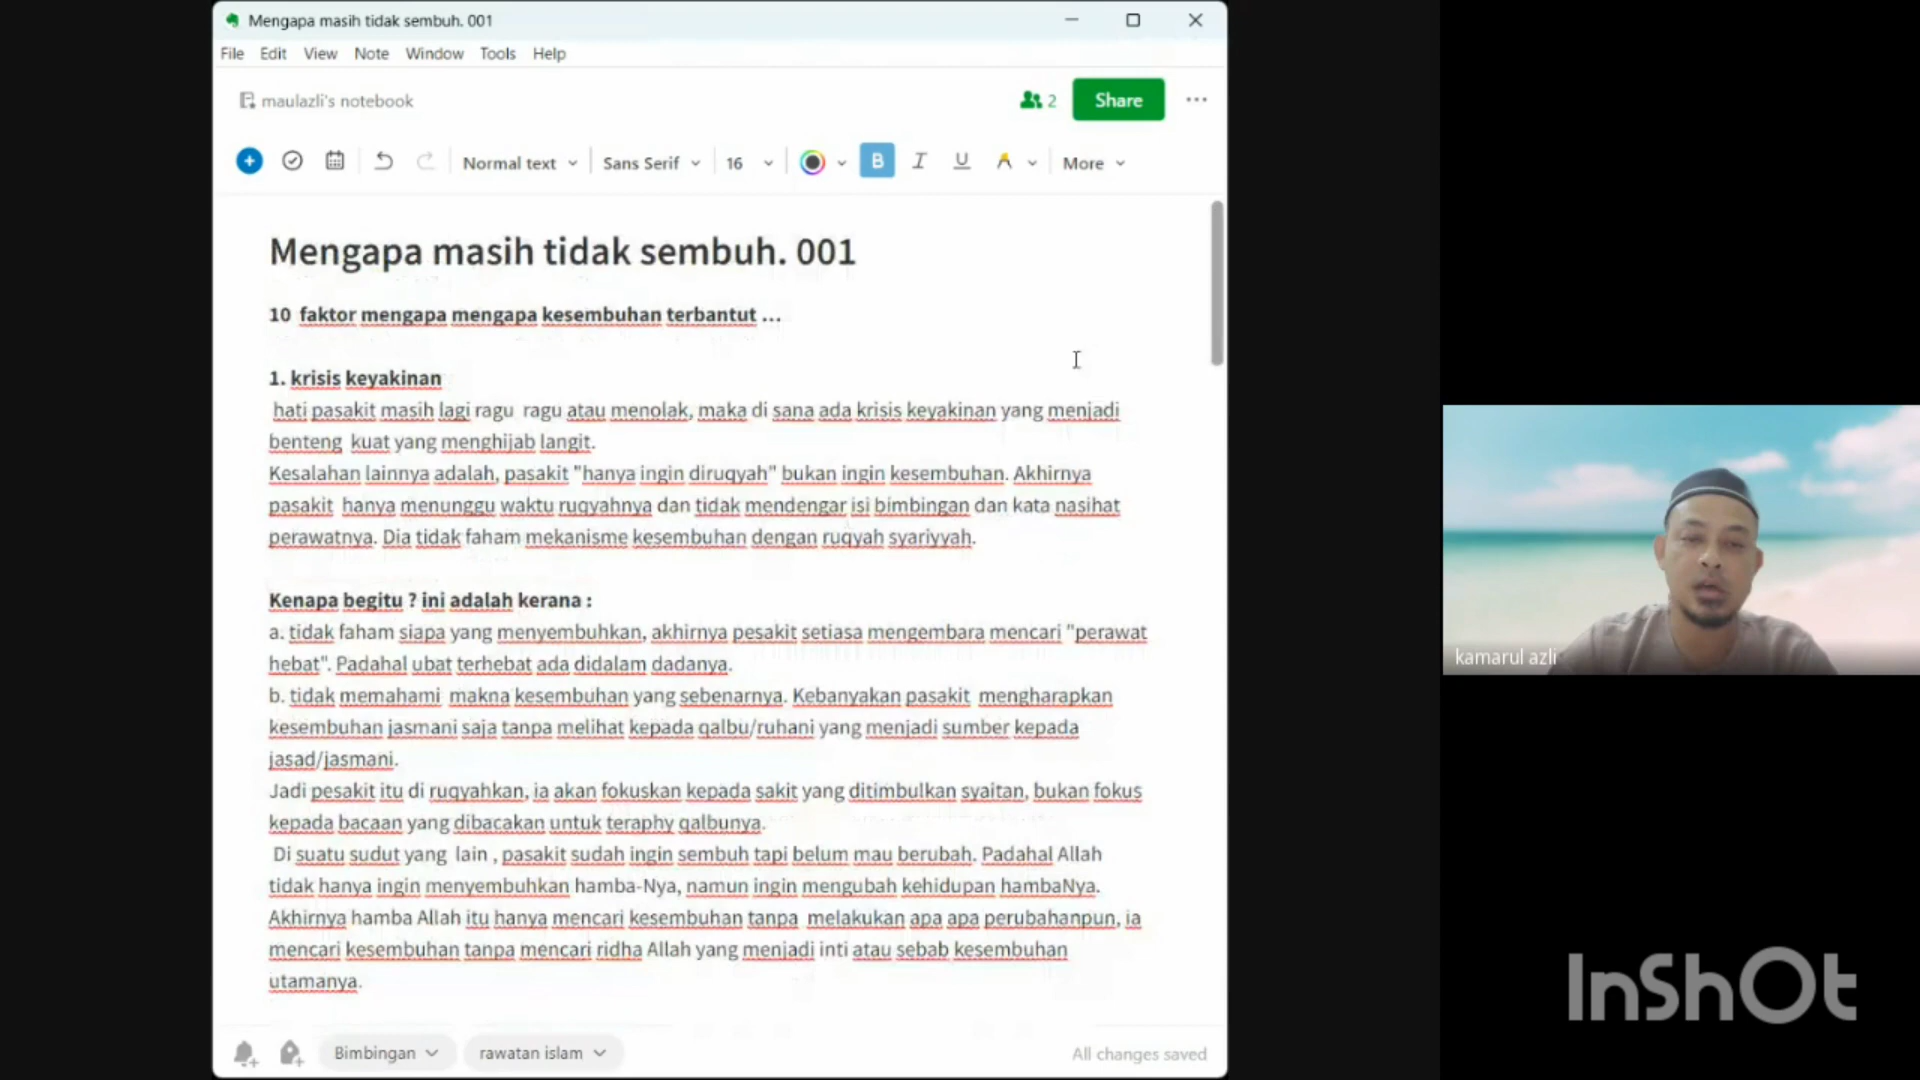 Mengapa masih tidak sembuh. 001
File Edit View Note Window Tools Help
maulazli's notebook
2
Share
Normal text
Sans Serif
16
B I U A
More
Mengapa masih tidak sembuh. 001
10 faktor mengapa mengapa kesembuhan terbantut ...
1. krisis keyakinan
hati pasakit masih lagi ragu ragu atau menolak, maka di sana ada krisis keyakinan yang menjadi
benteng kuat yang menghijab langit.
Kesalahan lainnya adalah, pasakit "hanya ingin diruqyah" bukan ingin kesembuhan. Akhirnya
pasakit hanya menunggu waktu ruqyahnya dan tidak mendengar isi bimbingan dan kata nasihat
perawatnya. Dia tidak faham mekanisme kesembuhan dengan ruqyah syariyyah.
Kenapa begitu ? ini adalah kerana :
a. tidak faham siapa yang menyembuhkan, akhirnya pesakit setiasa mengembara mencari "perawat
hebat". Padahal ubat terhebat ada didalam dadanya.
b. tidak memahami makna kesembuhan yang sebenarnya. Kebanyakan pasakit mengharapkan
kesembuhan jasmani saja tanpa melihat kepada qalbu/ruhani yang menjadi sumber kepada
jasad/jasmani.
Jadi pesakit itu di ruqyahkan, ia akan fokuskan kepada sakit yang ditimbulkan syaitan, bukan fokus
kepada bacaan yang dibacakan untuk teraphy qalbunya.
Di suatu sudut yang lain , pasakit sudah ingin sembuh tapi belum mau berubah. Padahal Allah
tidak hanya ingin menyembuhkan hamba-Nya, namun ingin mengubah kehidupan hambaNya.
Akhirnya hamba Allah itu hanya mencari kesembuhan tanpa melakukan apa apa perubahanpun, ia
mencari kesembuhan tanpa mencari ridha Allah yang menjadi inti atau sebab kesembuhan
utamanya.
Bimbingan
rawatan islam
All changes saved
kamarul azli
InShOt